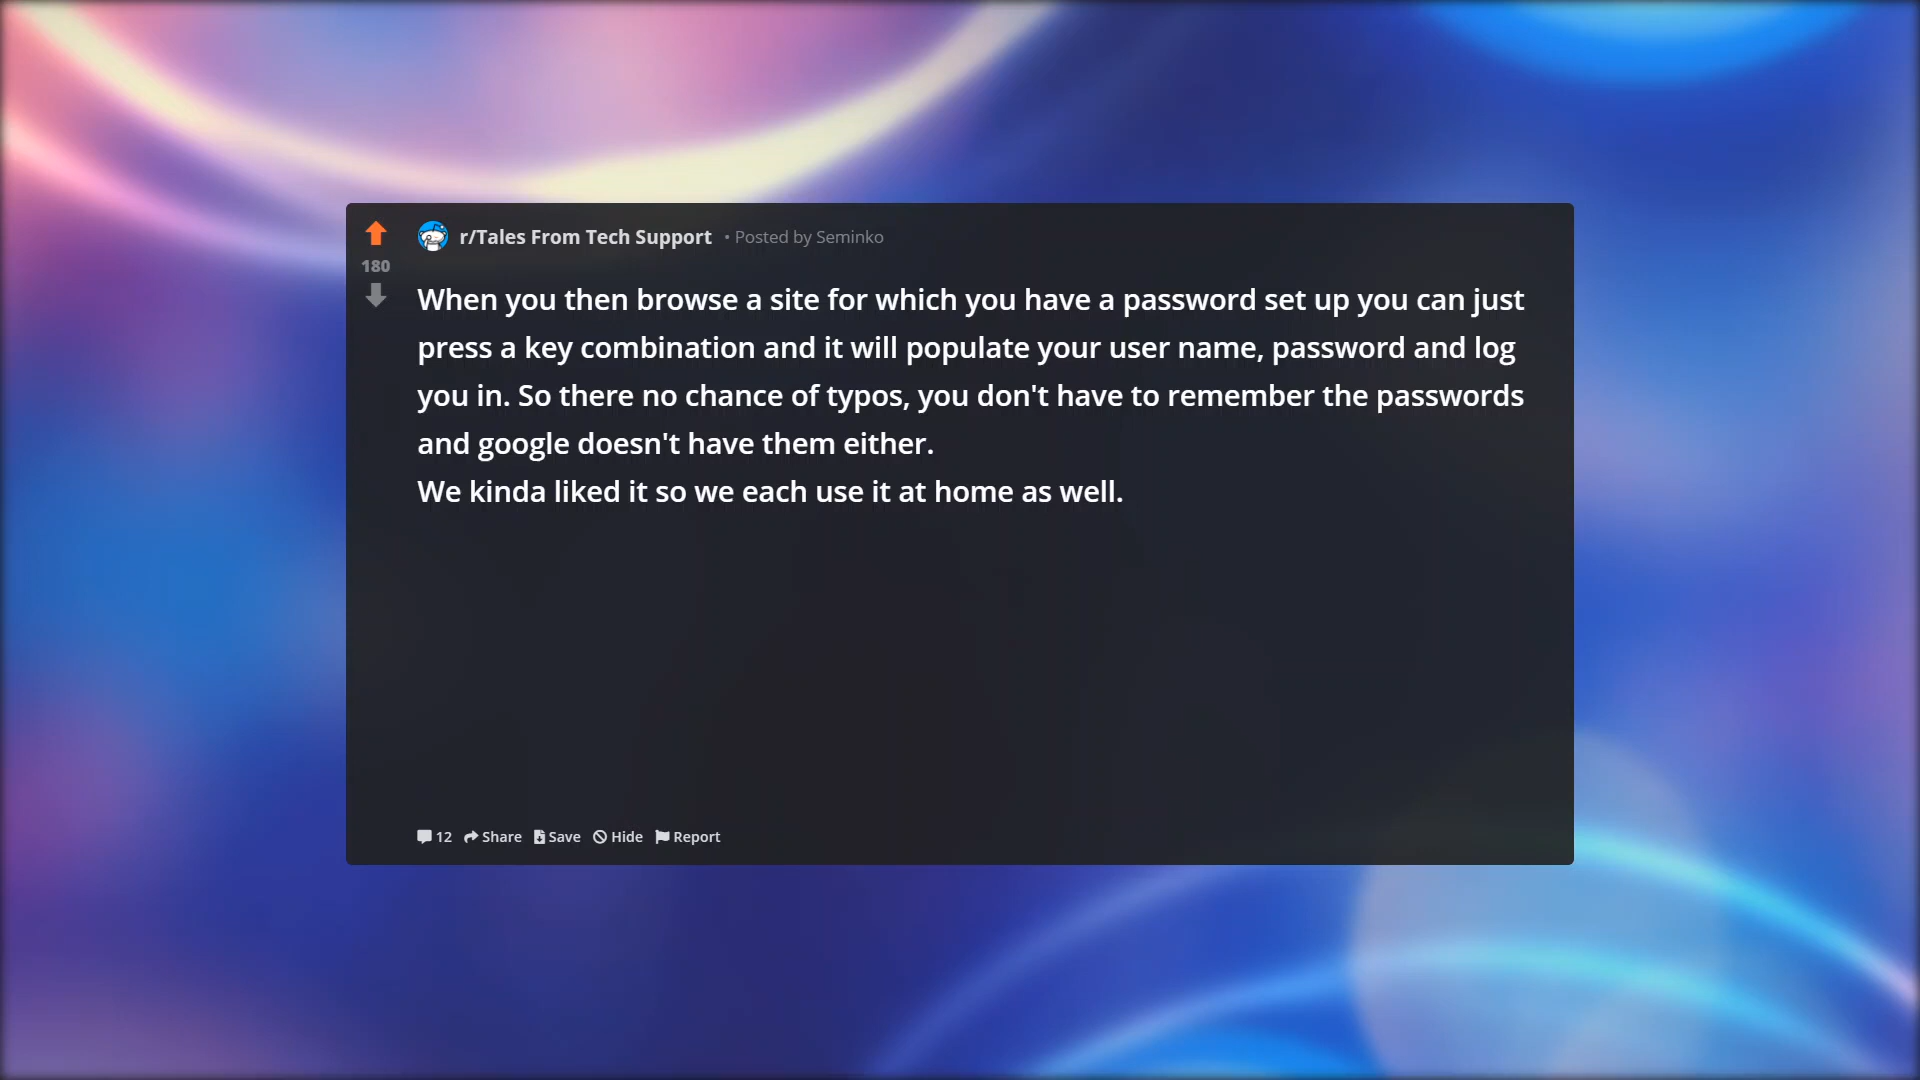 r/Tales From Tech Support • Posted by Seminko
180
When you then browse a site for which you have a password set up you can just
press a key combination and it will populate your user name, password and log
you in. So there no chance of typos, you don't have to remember the passwords
and google doesn't have them either.
We kinda liked it so we each use it at home as well.
12 Share Save Hide Report